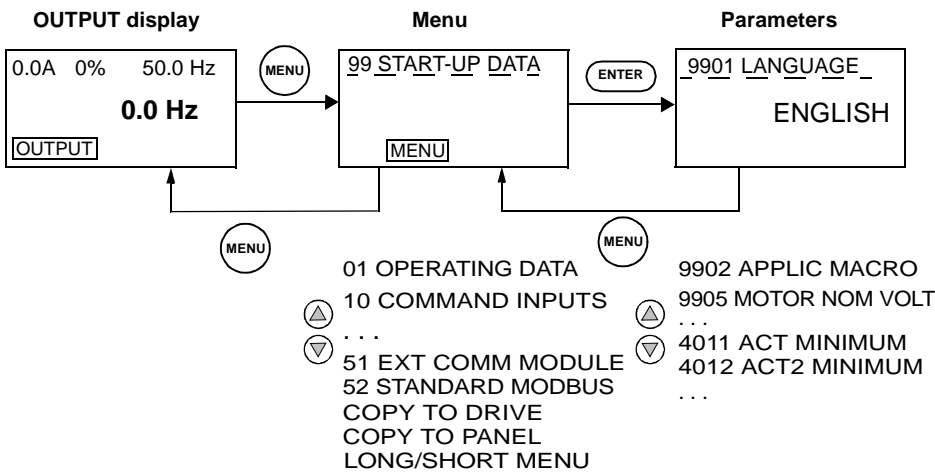 OUTPUT display
Menu
Parameters
0.0A 0% 50.0 Hz
0.0 Hz
OUTPUT
MENU
99 START-UP DATA
MENU
ENTER
9901 LANGUAGE
ENGLISH
MENU
MENU
01 OPERATING DATA
10 COMMAND INPUTS
. . .
51 EXT COMM MODULE
52 STANDARD MODBUS
COPY TO DRIVE
COPY TO PANEL
LONG/SHORT MENU
9902 APPLIC MACRO
9905 MOTOR NOM VOLT
. . .
4011 ACT MINIMUM
4012 ACT2 MINIMUM
. . .